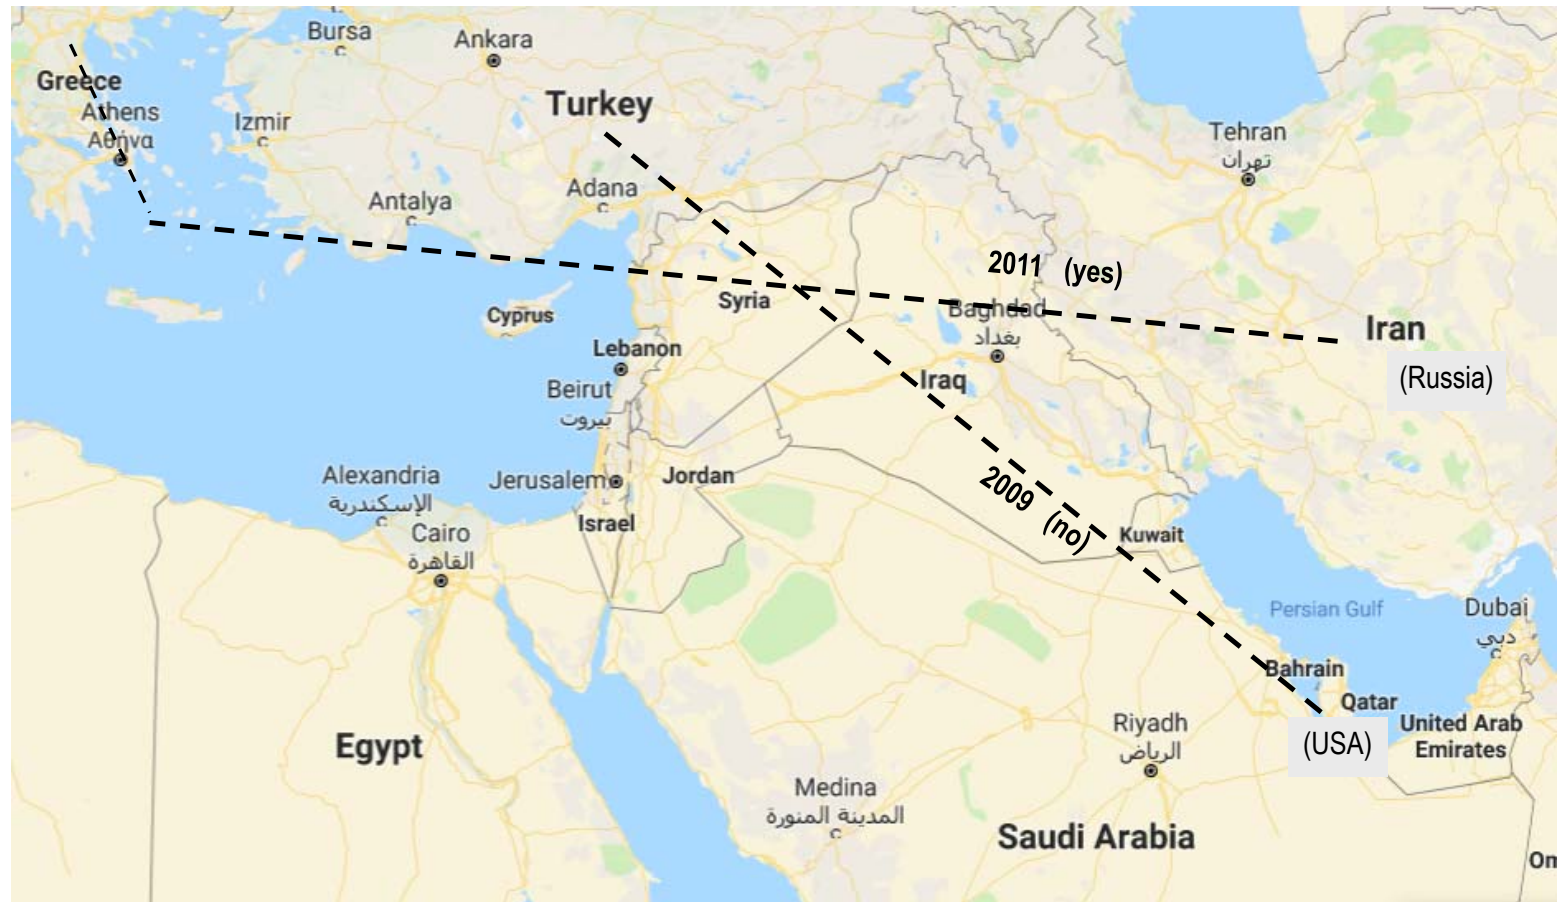 Bursa
Ankara
Greece
Athens
Αθήνα
Izmir
Turkey
Tehran
تهران
Antalya
Adana
2011 (yes)
Syria
Baghdad
بغداد
Cyprus
Iran
(Russia)
Lebanon
Beirut
بيروت
Iraq
Alexandria
الإسكندرية
Jerusalem
Jordan
2009 (no)
Cairo
القاهرة
Israel
Kuwait
Persian Gulf
Dubai
دبي
Bahrain
Qatar
(USA)
United Arab
Emirates
Riyadh
الرياض
Egypt
Medina
المدينة المنورة
Saudi Arabia
Om